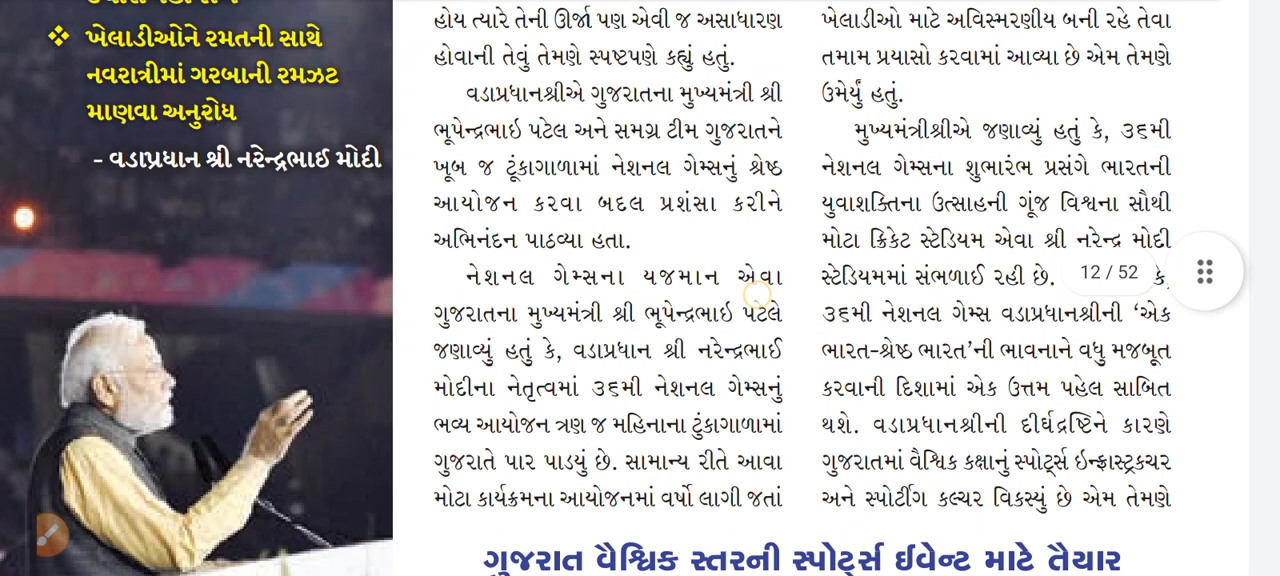 ❖ ખેલાડીઓને રમતની સાથે
નવરાત્રીમાં ગરબાની રમઝટ
માણવા અનુરોધ
- વડાપ્રધાન શ્રી નરેન્દ્રભાઈ મોદી
હોય ત્યારે તેની ઊર્જા પણ એવી જ અસાધારણ
હોવાની તેવું તેમણે સ્પષ્ટપણે કહ્યું હતું.
વડાપ્રધાનશ્રીએ ગુજરાતના મુખ્યમંત્રી શ્રી
ભૂપેન્દ્રભાઇ પટેલ અને સમગ્ર ટીમ ગુજરાતને
ખૂબ જ ટૂંકાગાળામાં નેશનલ ગેમ્સનું શ્રેષ્ઠ
આયોજન કરવા બદલ પ્રશંસા કરીને
અભિનંદન પાઠવ્યા હતા.
નેશનલ ગેમ્સના યજમાન એવા
ગુજરાતના મુખ્યમંત્રી શ્રી ભૂપેન્દ્રભાઇ પટેલે
જણાવ્યું હતું કે, વડાપ્રધાન શ્રી નરેન્દ્રભાઈ
મોદીના નેતૃત્વમાં ૩૬મી નેશનલ ગેમ્સનું
ભવ્ય આયોજન ત્રણ જ મહિનાના ટુંકાગાળામાં
ગુજરાતે પાર પાડયું છે. સામાન્ય રીતે આવા
મોટા કાર્યક્રમના આયોજનમાં વર્ષો લાગી જતાં
ખેલાડીઓ માટે અવિસ્મરણીય બની રહે તેવા
તમામ પ્રયાસો કરવામાં આવ્યા છે એમ તેમણે
ઉમેર્યું હતું.
મુખ્યમંત્રીશ્રીએ જણાવ્યું હતું કે, ૩૬મી
નેશનલ ગેમ્સના શુભારંભ પ્રસંગે ભારતની
યુવાશક્તિના ઉત્સાહની ગૂંજ વિશ્વના સૌથી
મોટા ક્રિકેટ સ્ટેડિયમ એવા શ્રી નરેન્દ્ર મોદી
સ્ટેડિયમમાં સંભળાઈ રહી છે. કે,
12 / 52
૩૬મી નેશનલ ગેમ્સ વડાપ્રધાનશ્રીની ‘એક
ભારત-શ્રેષ્ઠ ભારત’ની ભાવનાને વધુ મજબૂત
કરવાની દિશામાં એક ઉત્તમ પહેલ સાબિત
થશે. વડાપ્રધાનશ્રીની દીર્ઘદ્રષ્ટિને કારણે
ગુજરાતમાં વૈશ્વિક કક્ષાનું સ્પોર્ટ્સ ઇન્ફ્રાસ્ટ્રકચર
અને સ્પોર્ટીંગ કલ્ચર વિકસ્યું છે એમ તેમણે
ગુજરાત વૈશ્વિક સ્તરની સ્પોર્ટ્સ ઈવેન્ટ માટે તૈયાર